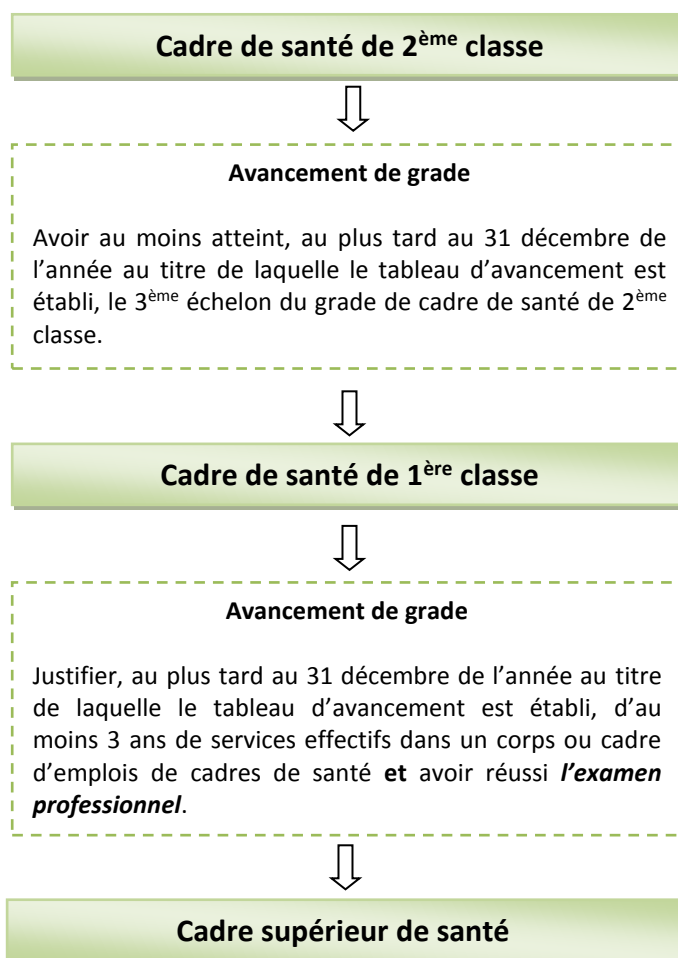 Cadre de santé de 2ème classe
Avancement de grade
Avoir au moins atteint, au plus tard au 31 décembre de
l’année au titre de laquelle le tableau d’avancement est
établi, le 3ème échelon du grade de cadre de santé de 2ème
classe.
Cadre de santé de 1ère classe
Avancement de grade
Justifier, au plus tard au 31 décembre de l’année au titre
de laquelle le tableau d’avancement est établi, d’au
moins 3 ans de services effectifs dans un corps ou cadre
d’emplois de cadres de santé et avoir réussi l’examen
professionnel.
Cadre supérieur de santé